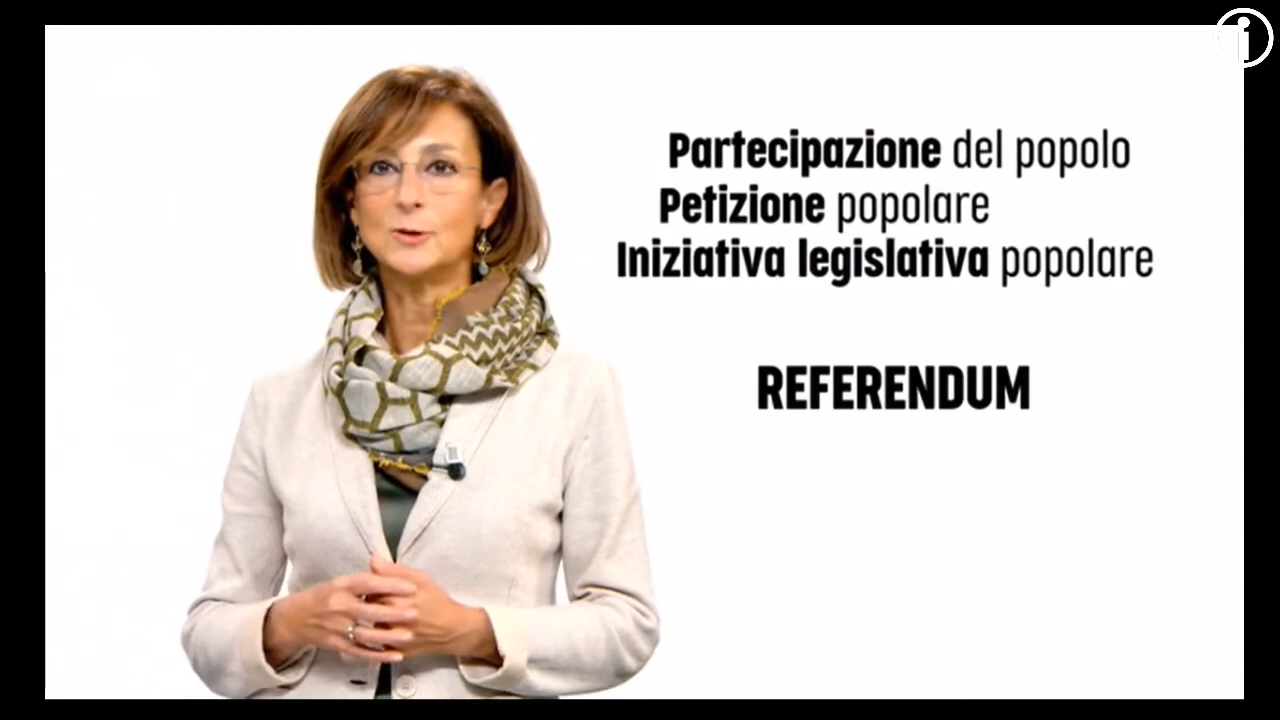 Partecipazione del popolo
Petizione popolare
Iniziativa legislativa popolare
REFERENDUM